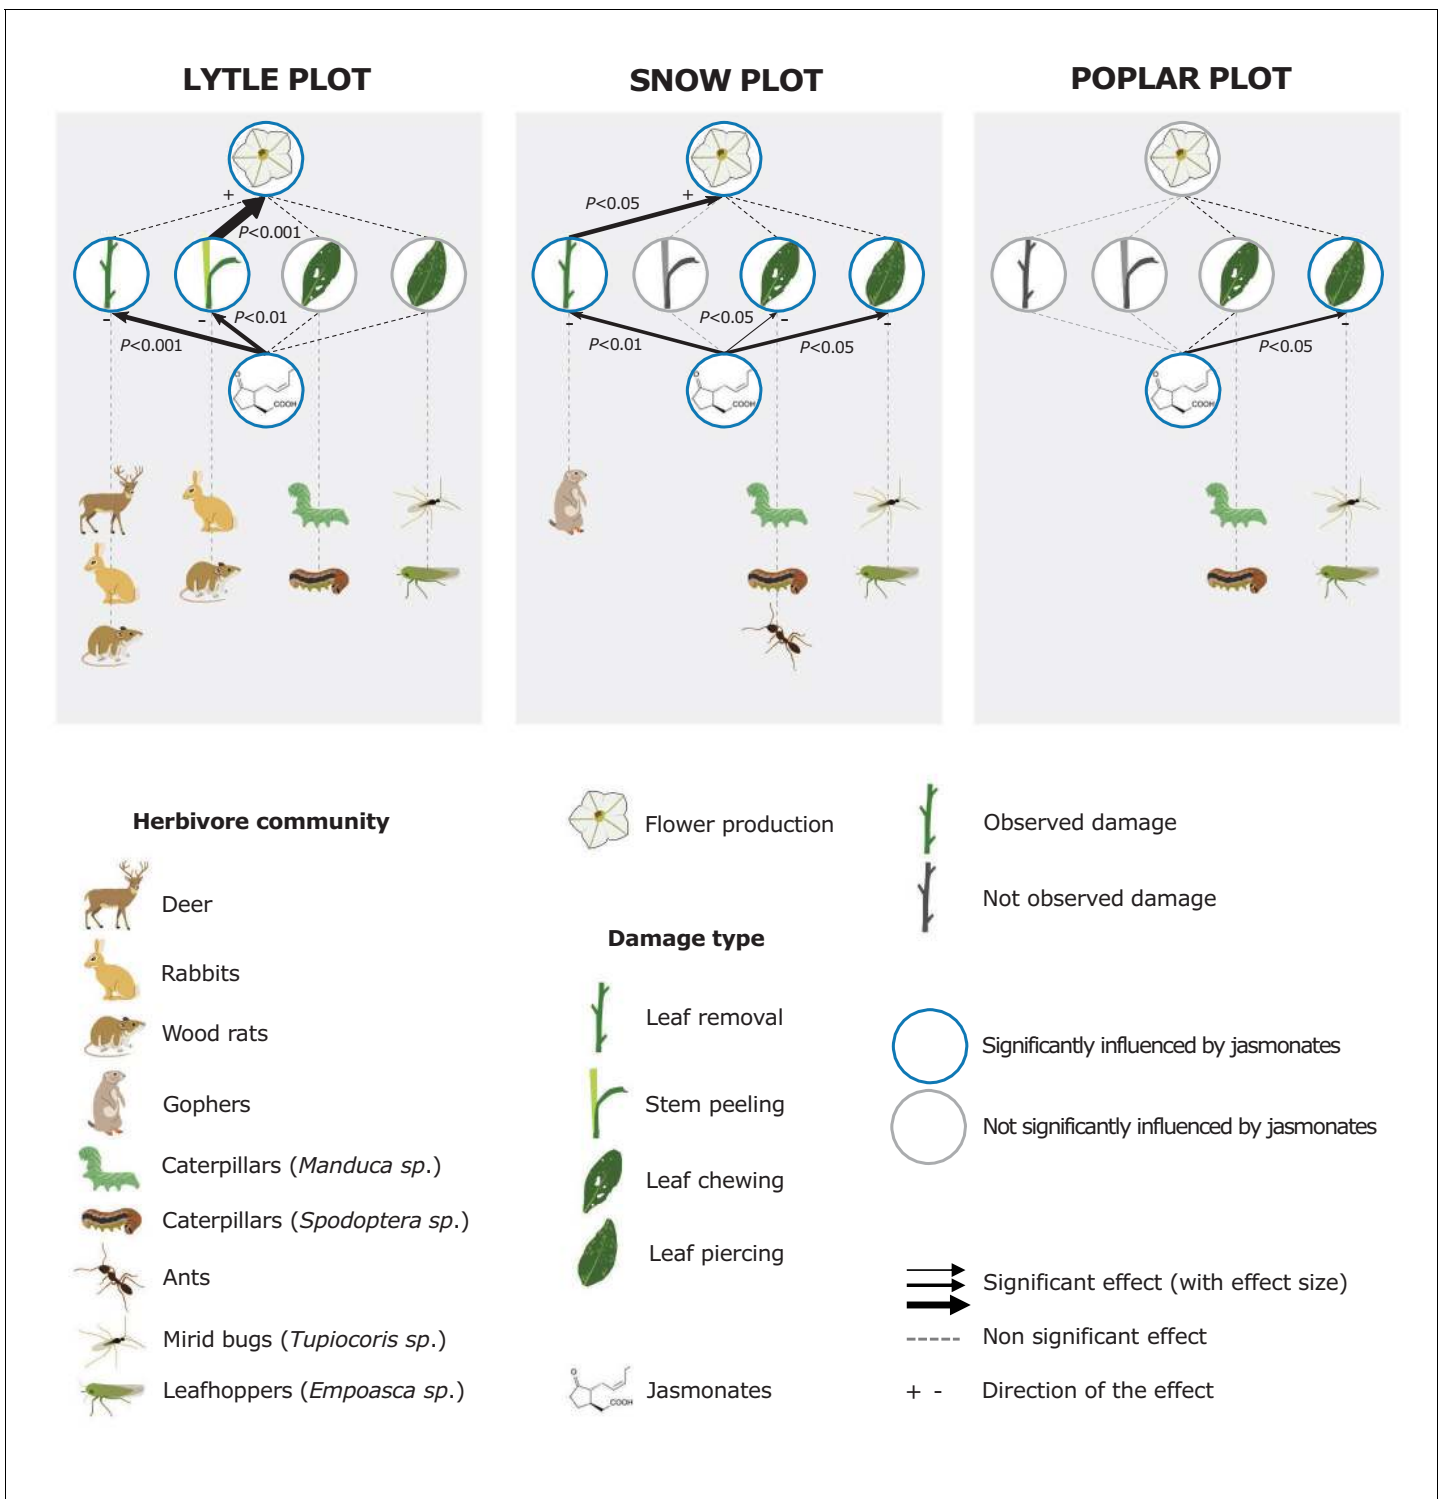 LYTLE PLOT
SNOW PLOT
POPLAR PLOT
+
P<0.001
-
-
P<0.01
P<0.001
O
COOH
P<0.05
+
-
P<0.05
-
-
P<0.01
P<0.05
O
COOH
-
P<0.05
O
COOH
Herbivore community
Deer
Rabbits
Wood rats
Gophers
Caterpillars (Manduca sp.)
Caterpillars (Spodoptera sp.)
Ants
Mirid bugs (Tupiocoris sp.)
Leafhoppers (Empoasca sp.)
Flower production
Damage type
Leaf removal
Stem peeling
Leaf chewing
Leaf piercing
O
COOH
Jasmonates
Observed damage
Not observed damage
Significantly influenced by jasmonates
Not significantly influenced by jasmonates
Significant effect (with effect size)
Non significant effect
+ - Direction of the effect